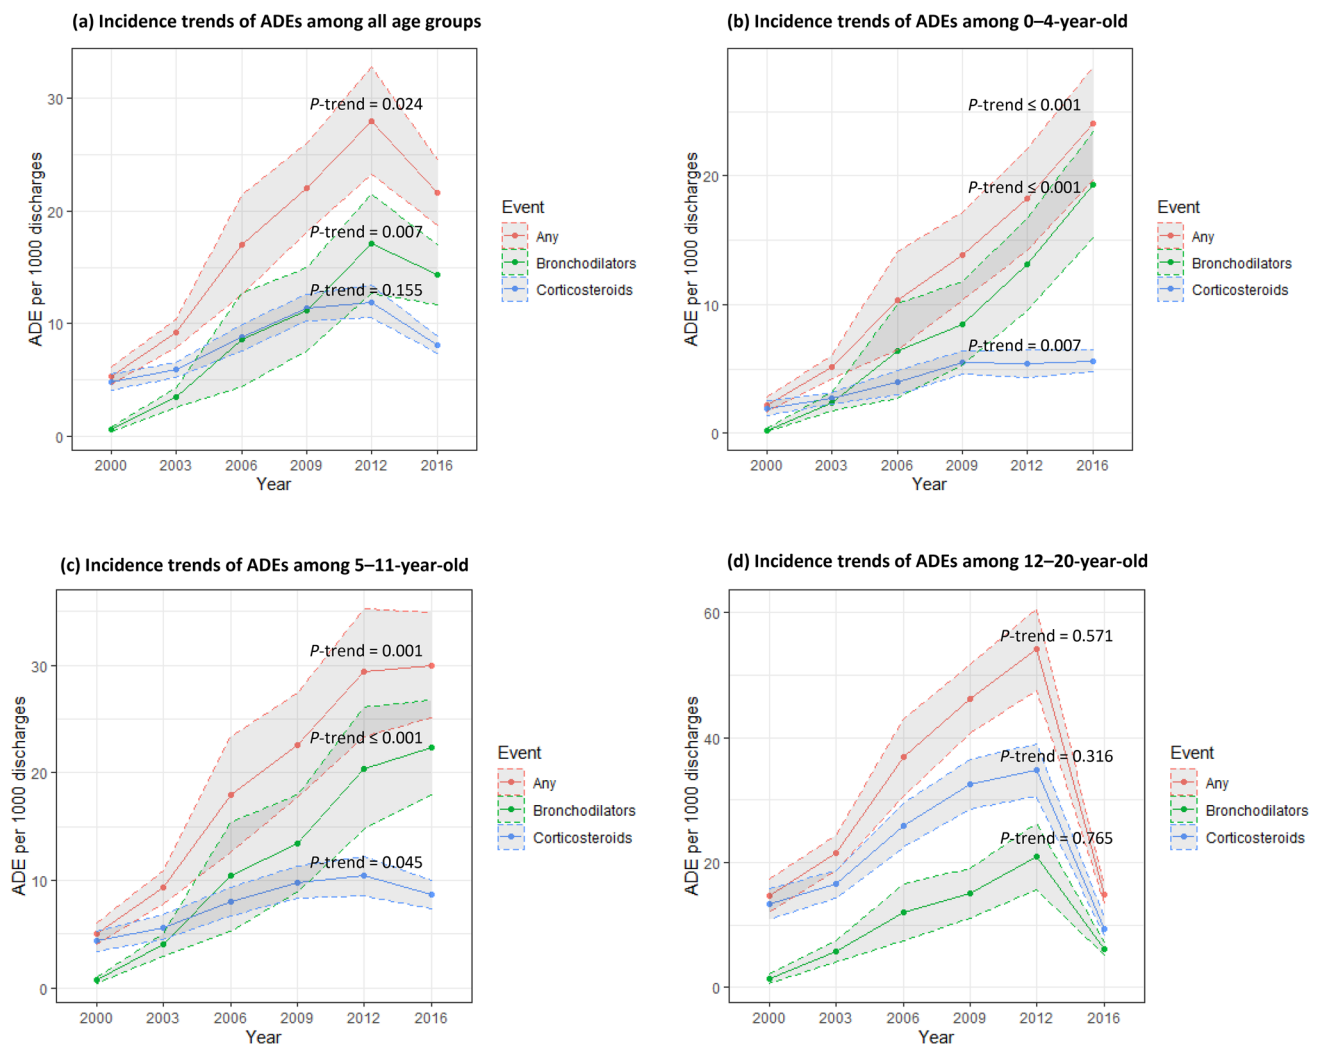 (a) Incidence trends of ADEs among all age groups
30
20
10
0
ADE per 1000 discharges
P-trend = 0.024
P-trend = 0.007
P-trend = 0.155
2000 2003 2006 2009 2012 2016
Year
Event
Any
Bronchodilators
Corticosteroids
(b) Incidence trends of ADEs among 0–4-year-old
20
10
0
ADE per 1000 discharges
P-trend ≤ 0.001
P-trend ≤ 0.001
P-trend = 0.007
2000 2003 2006 2009 2012 2016
Year
Event
Any
Bronchodilators
Corticosteroids
(c) Incidence trends of ADEs among 5–11-year-old
30
20
10
0
ADE per 1000 discharges
P-trend = 0.001
P-trend ≤ 0.001
P-trend = 0.045
2000 2003 2006 2009 2012 2016
Year
Event
Any
Bronchodilators
Corticosteroids
(d) Incidence trends of ADEs among 12–20-year-old
60
40
20
0
ADE per 1000 discharges
P-trend = 0.571
P-trend = 0.316
P-trend = 0.765
2000 2003 2006 2009 2012 2016
Year
Event
Any
Bronchodilators
Corticosteroids